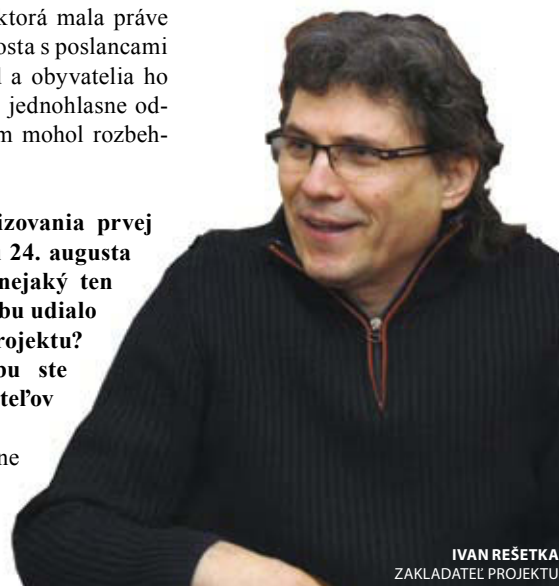 ktorá mala práve
osta s poslancami
a obyvatelia ho
jednohlasne od-
m mohol rozbeh-
izovania prvej
24. augusta
nejaký ten
bu udialo
rojektu?
bu ste
teľov
ne
IVAN REŠETKA
ZAKLADATEĽ PROJEKTU